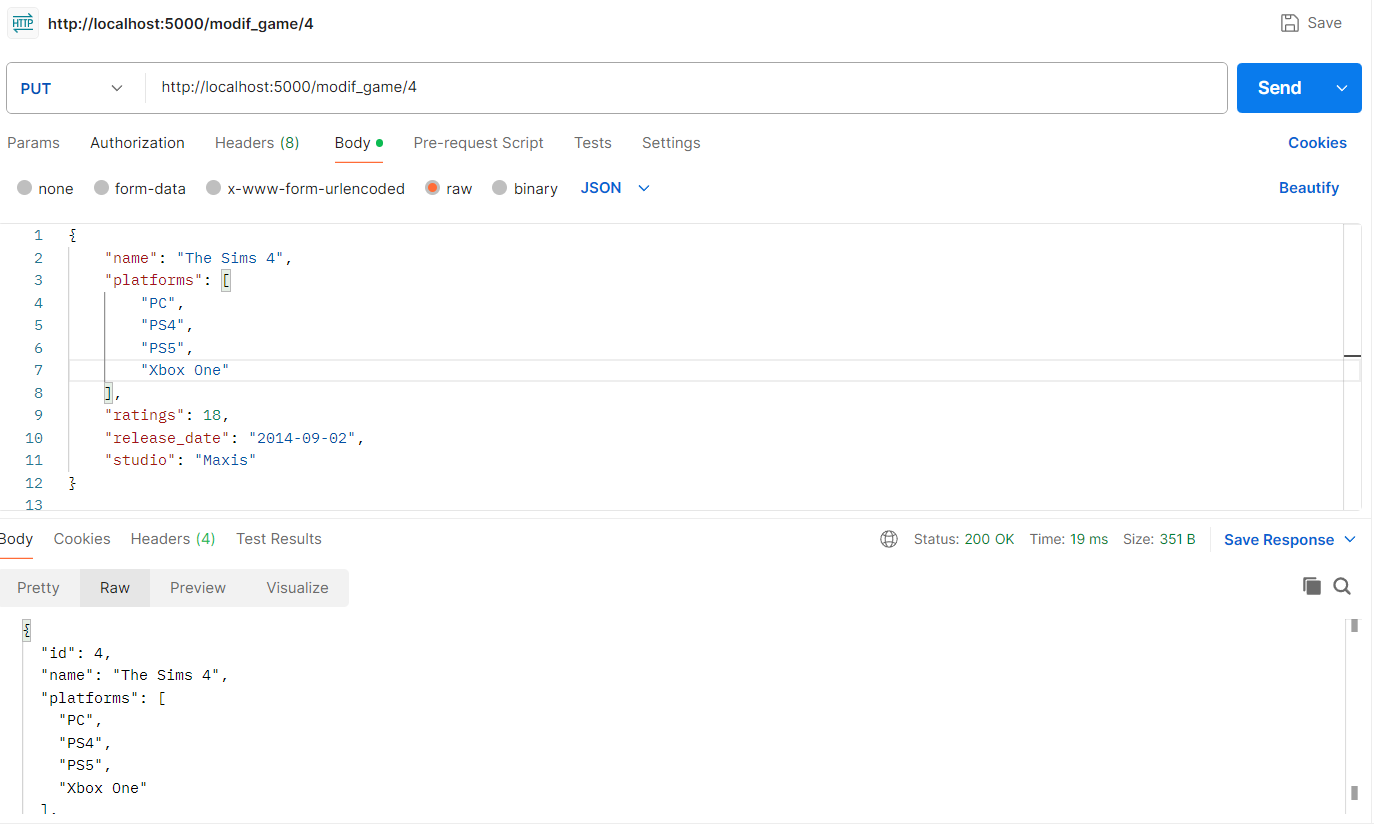 HTTP http://localhost:5000/modif_game/4 Save
PUT http://localhost:5000/modif_game/4 Send
Params Authorization Headers (8) Body Pre-request Script Tests Settings Cookies
none form-data x-www-form-urlencoded raw binary JSON Beautify
1 {
2 "name": "The Sims 4",
3 "platforms": [
4 "PC",
5 "PS4",
6 "PS5",
7 "Xbox One"
8 ],
9 "ratings": 18,
10 "release_date": "2014-09-02",
11 "studio": "Maxis"
12 }
13
Body Cookies Headers (4) Test Results Status: 200 OK Time: 19 ms Size: 351 B Save Response
Pretty Raw Preview Visualize
{
"id": 4,
"name": "The Sims 4",
"platforms": [
"PC",
"PS4",
"PS5",
"Xbox One"
],